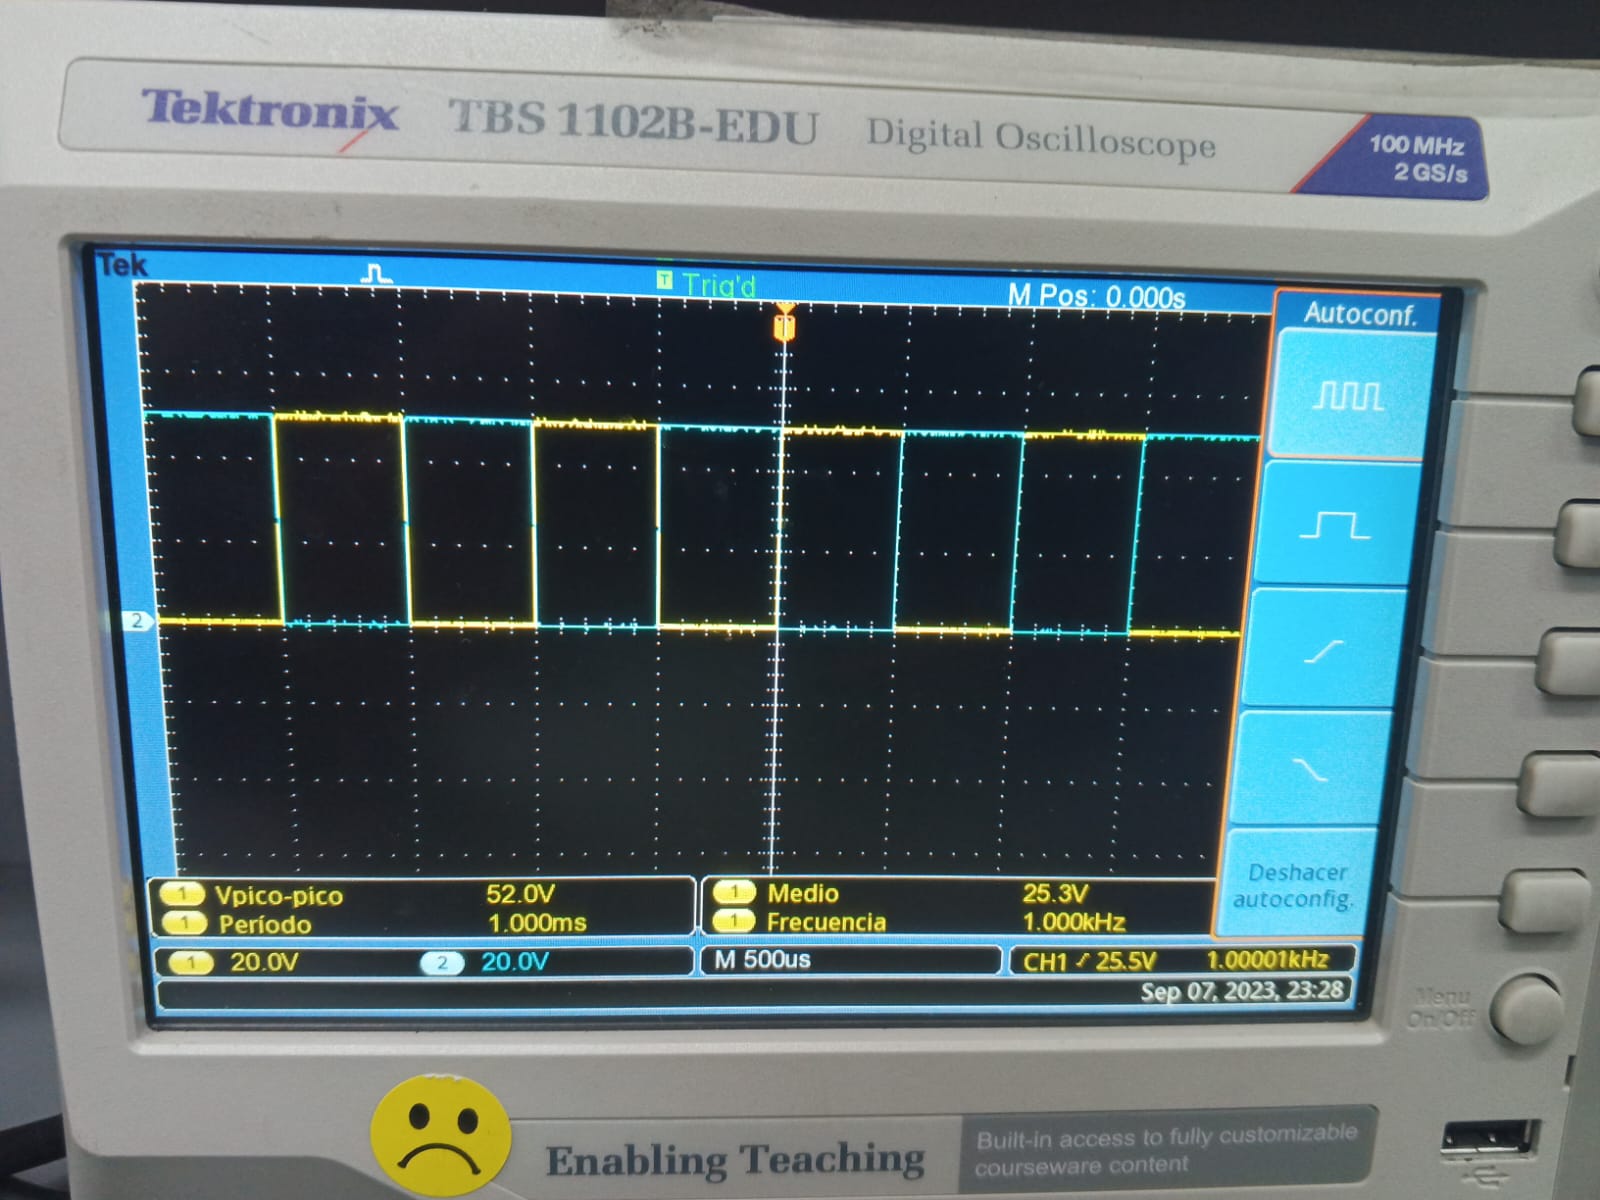 Tektronix TBS 1102B-EDU Digital Oscilloscope
100 MHz
2 GS/s
Tek
T Trig'd
M Pos: 0.000s
Autoconf.
2
Deshacer
autoconfig.
1 Vpico-pico 52.0V
1 Período 1.000ms
1 Medio 25.3V
1 Frecuencia 1.000kHz
1 20.0V 2 20.0V M 500us CH1 25.5V 1.00001kHz
Sep 07, 2023, 23:28
Menu
On/Off
Enabling Teaching
Built-in access to fully customizable
courseware content